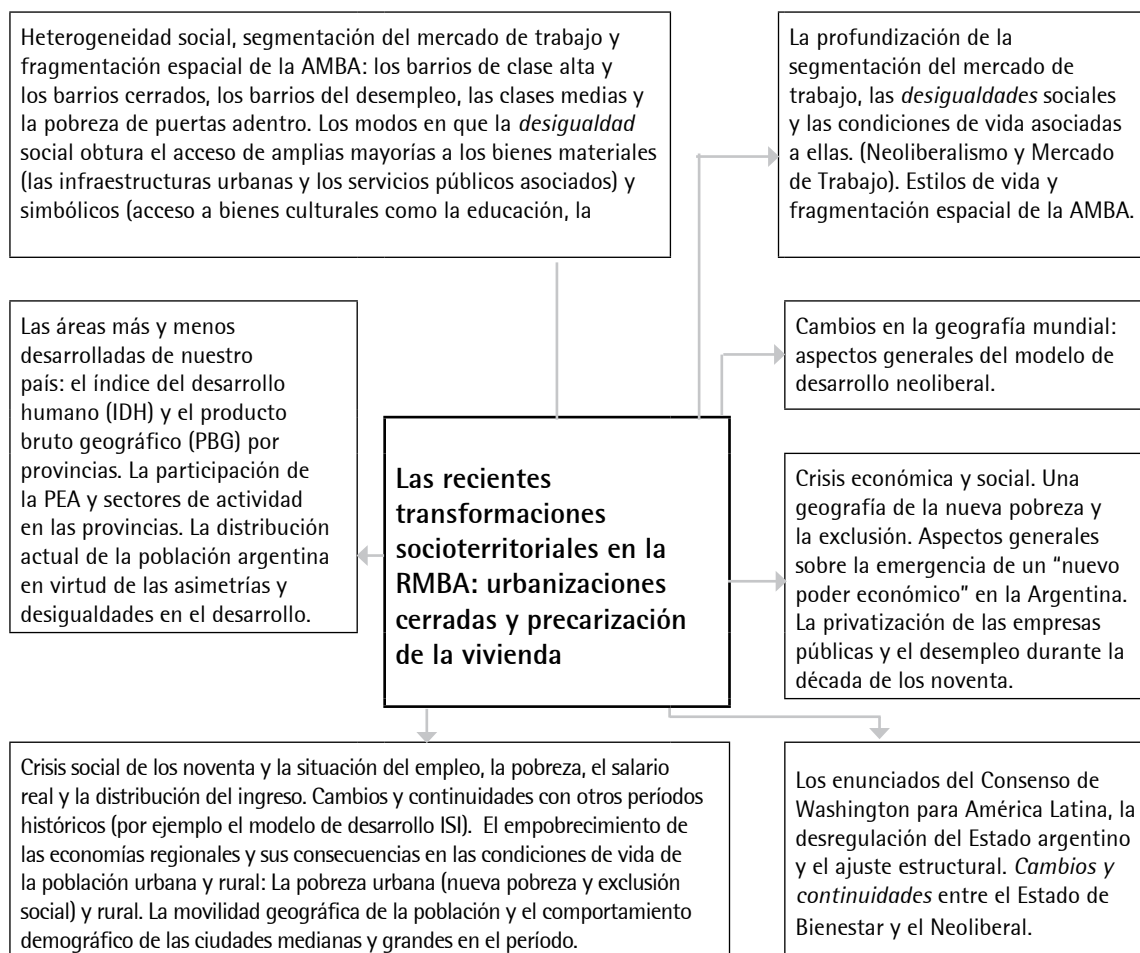 Heterogeneidad social, segmentación del mercado de trabajo y
fragmentación espacial de la AMBA: los barrios de clase alta y
los barrios cerrados, los barrios del desempleo, las clases medias y
la pobreza de puertas adentro. Los modos en que la desigualdad
social obtura el acceso de amplias mayorías a los bienes materiales
(las infraestructuras urbanas y los servicios públicos asociados) y
simbólicos (acceso a bienes culturales como la educación, la
La profundización de la
segmentación del mercado de
trabajo, las desigualdades sociales
y las condiciones de vida asociadas
a ellas. (Neoliberalismo y Mercado
de Trabajo). Estilos de vida y
fragmentación espacial de la AMBA.
Las áreas más y menos
desarrolladas de nuestro
país: el índice del desarrollo
humano (IDH) y el producto
bruto geográfico (PBG) por
provincias. La participación de
la PEA y sectores de actividad
en las provincias. La distribución
actual de la población argentina
en virtud de las asimetrías y
desigualdades en el desarrollo.
Cambios en la geografía mundial:
aspectos generales del modelo de
desarrollo neoliberal.
Las recientes
transformaciones
socioterritoriales en la
RMBA: urbanizaciones
cerradas y precarización
de la vivienda
Crisis económica y social. Una
geografía de la nueva pobreza y
la exclusión. Aspectos generales
sobre la emergencia de un “nuevo
poder económico” en la Argentina.
La privatización de las empresas
públicas y el desempleo durante la
década de los noventa.
Crisis social de los noventa y la situación del empleo, la pobreza, el salario
real y la distribución del ingreso. Cambios y continuidades con otros períodos
históricos (por ejemplo el modelo de desarrollo ISI). El empobrecimiento de
las economías regionales y sus consecuencias en las condiciones de vida de
la población urbana y rural: La pobreza urbana (nueva pobreza y exclusión
social) y rural. La movilidad geográfica de la población y el comportamiento
demográfico de las ciudades medianas y grandes en el período.
Los enunciados del Consenso de
Washington para América Latina, la
desregulación del Estado argentino
y el ajuste estructural. Cambios y
continuidades entre el Estado de
Bienestar y el Neoliberal.